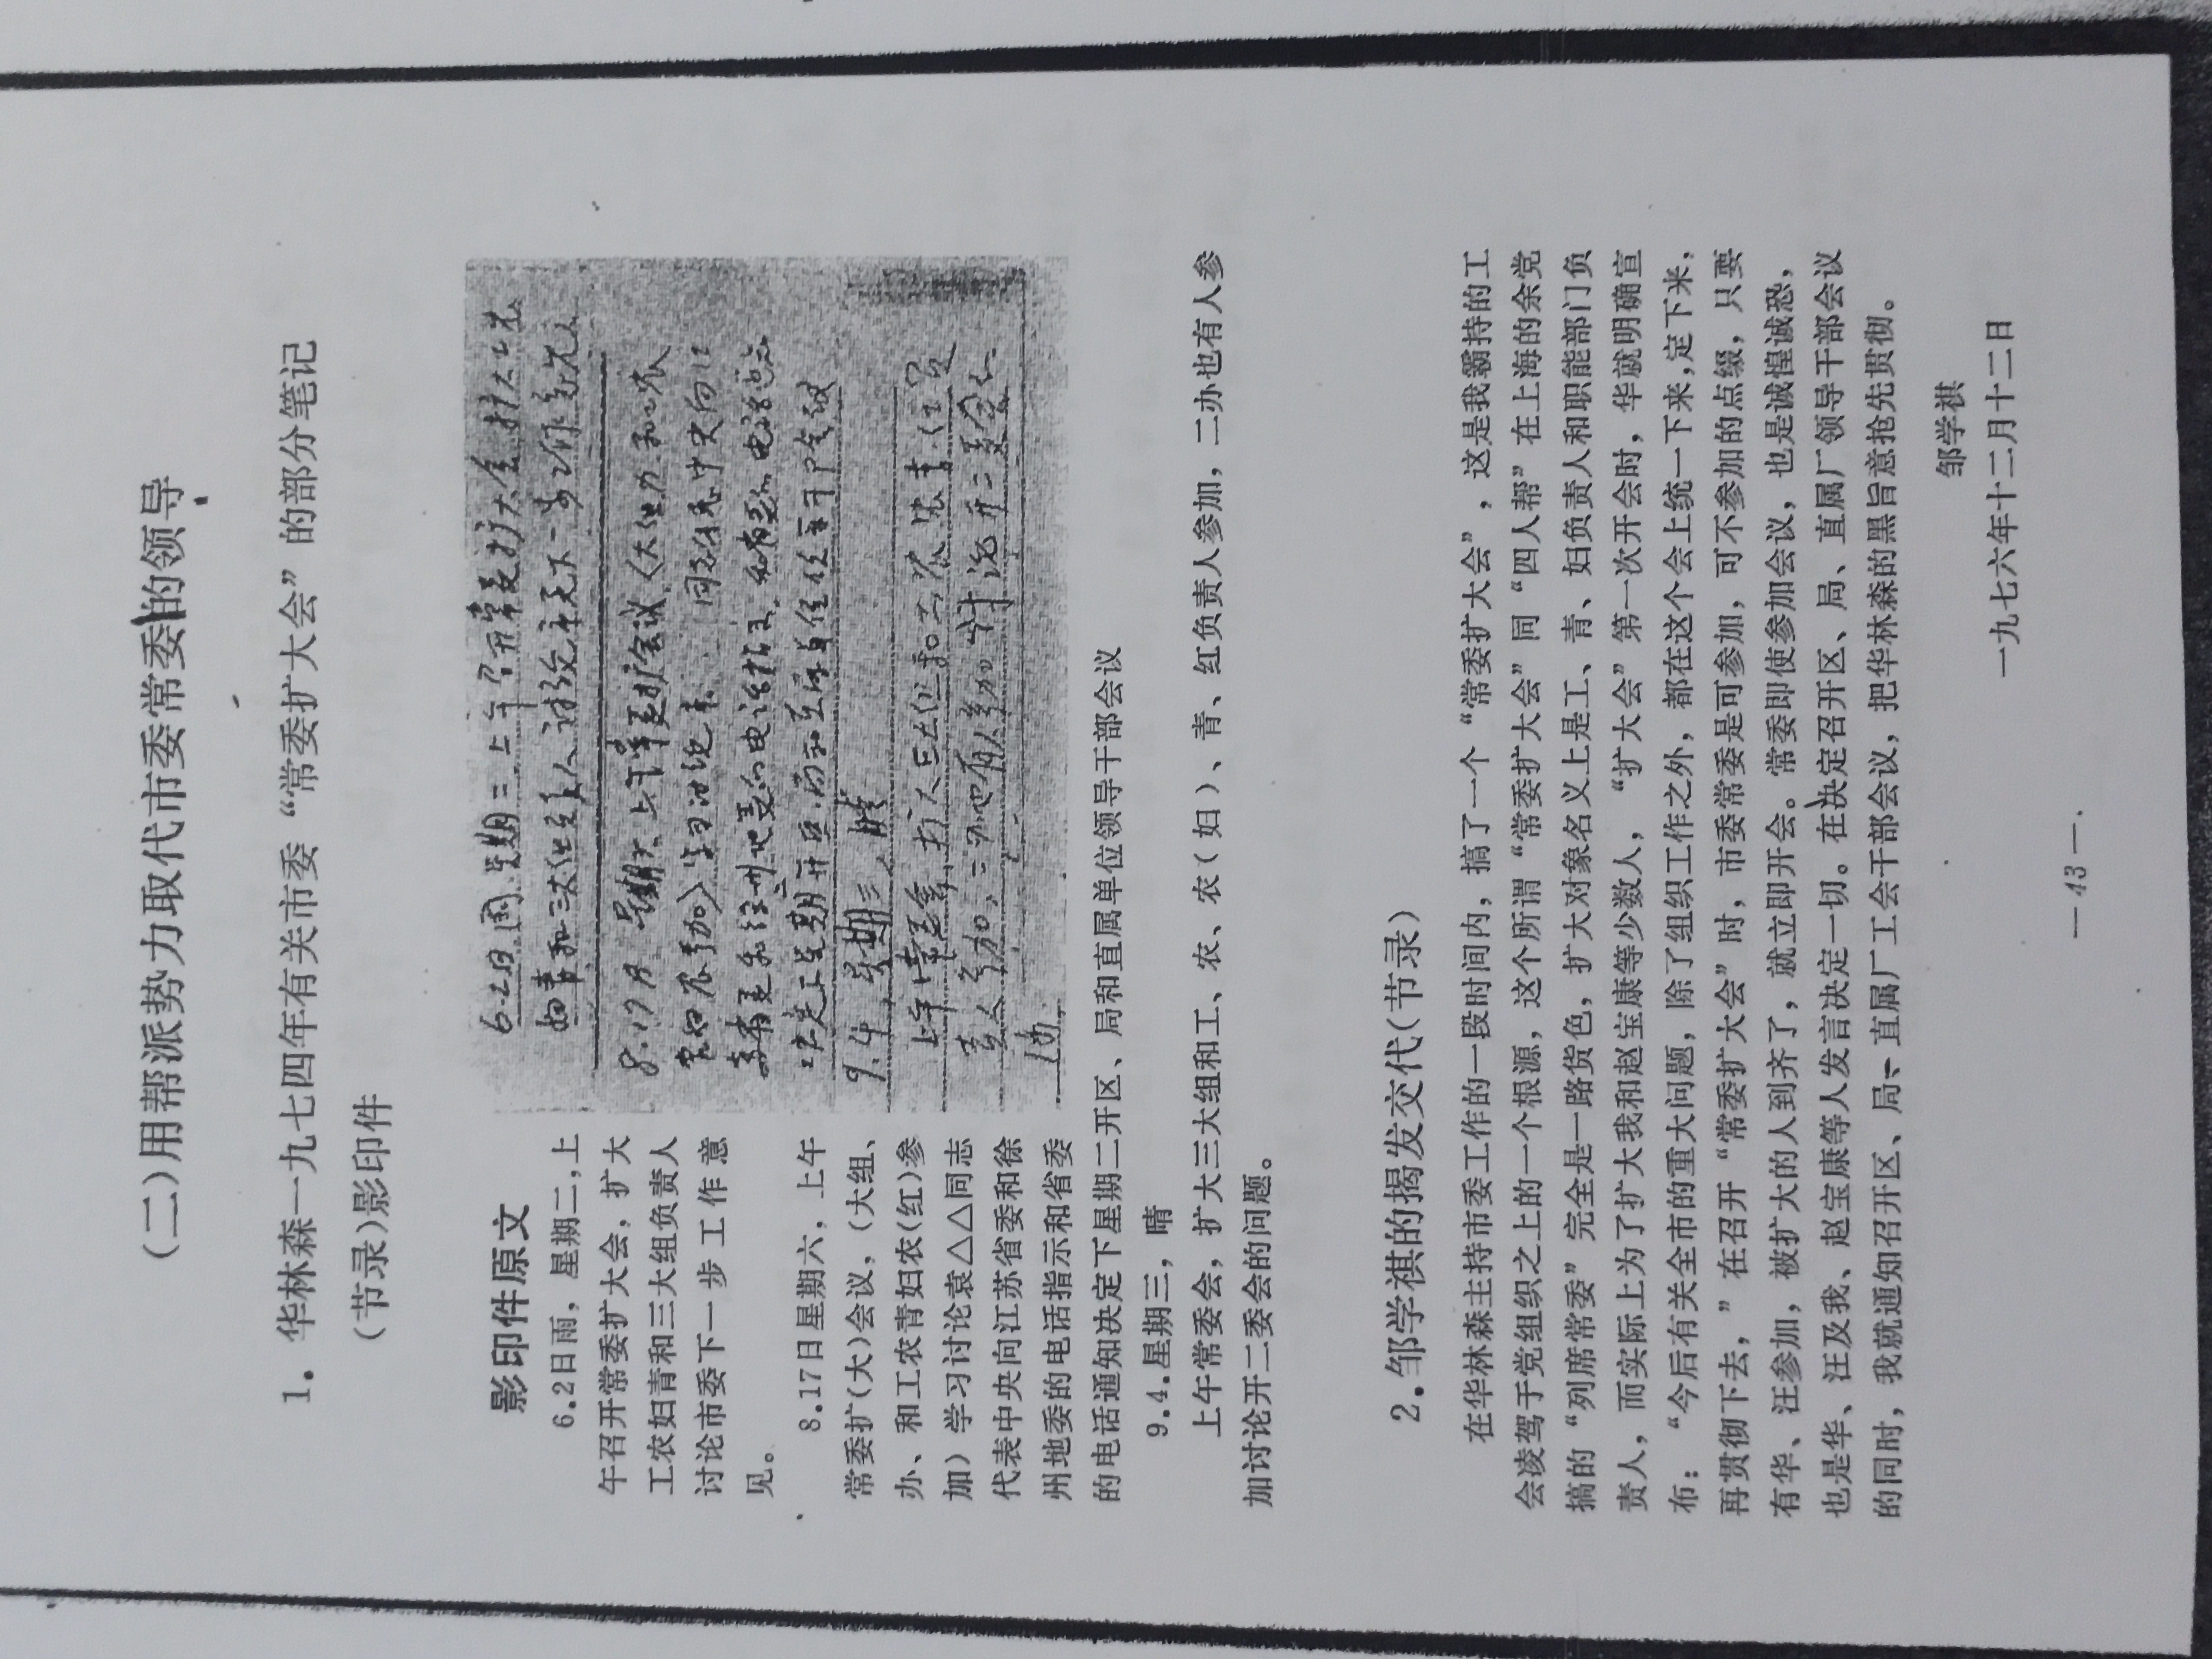 （二）用帮派势力取代市委常委的领导
1. 华林森一九七四年有关市委“常委扩大会”的部分笔记
（节录）影印件
影印件原文
6.2日雨，星期二，上
午召开常委扩大会，扩大
工农妇青和三大组负责人
讨论市委下一步工作意
见。
8.17日星期六，上午
常委扩（大）会议，（大组、
办、和工农青妇农（红）参
加）学习讨论袁△△同志
代表中央向江苏省委和徐
州地委的电话指示和省委
的电话通知决定下星期二开区、局和直属单位领导干部会议
9.4.星期三，晴
上午常委会，扩大三大组和工、农、农（妇）、青、红负责人参加，二办也有人参
加讨论开二委会的问题。
6.2日 雨 星期二 上午召开常委扩大会 扩大工农
妇青和三大组负责人讨论市委下一步工作意见
8.17日 星期六 上午常委扩会议〈大组办和工农
青妇农参加〉学习讨论袁 同志代表中央向江
苏省委和徐州地委的电话指示 和省委的电话通知
决定下星期二开区、局和直属单位领导干部会议
9.4，星期三，晴
上午常委会，扩大三大组和工、农、农、青、红负
责人参加，二办也有人参加讨论开二委会的
问
2.邹学祺的揭发交代（节录）
在华林森主持市委工作的一段时间内，搞了一个“常委扩大会”，这是我霸持的工
会凌驾于党组织之上的一个根源，这个所谓“常委扩大会”同“四人帮”在上海的余党
搞的“列席常委”完全是一路货色，扩大对象名义上是工、青、妇负责人和职能部门负
责人，而实际上为了扩大我和赵宝康等少数人，“扩大会”第一次开会时，华就明确宣
布：“今后有关全市的重大问题，除了组织工作之外，都在这个会上统一下来，定下来，
再贯彻下去，”在召开“常委扩大会”时，市委常委是可参加，可不参加的点缀，只要
有华、汪参加，被扩大的人到齐了，就立即开会。常委即使参加会议，也是诚惶诚恐，
也是华、汪及我、赵宝康等人发言决定一切。在决定召开区、局、直属厂领导干部会议
的同时，我就通知召开区、局、直属厂工会干部会议，把华林森的黑旨意抢先贯彻。
邹学祺
一九七六年十二月十二日
— 43 —